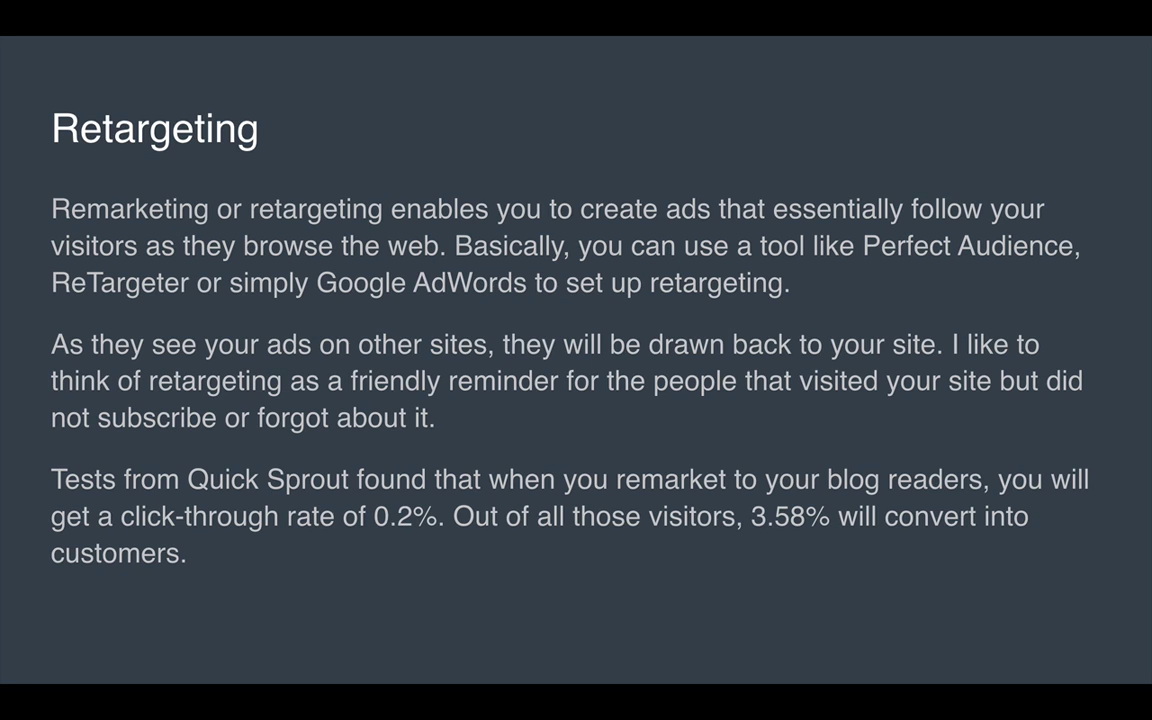 Retargeting
Remarketing or retargeting enables you to create ads that essentially follow your
visitors as they browse the web. Basically, you can use a tool like Perfect Audience,
ReTargeter or simply Google AdWords to set up retargeting.
As they see your ads on other sites, they will be drawn back to your site. I like to
think of retargeting as a friendly reminder for the people that visited your site but did
not subscribe or forgot about it.
Tests from Quick Sprout found that when you remarket to your blog readers, you will
get a click-through rate of 0.2%. Out of all those visitors, 3.58% will convert into
customers.